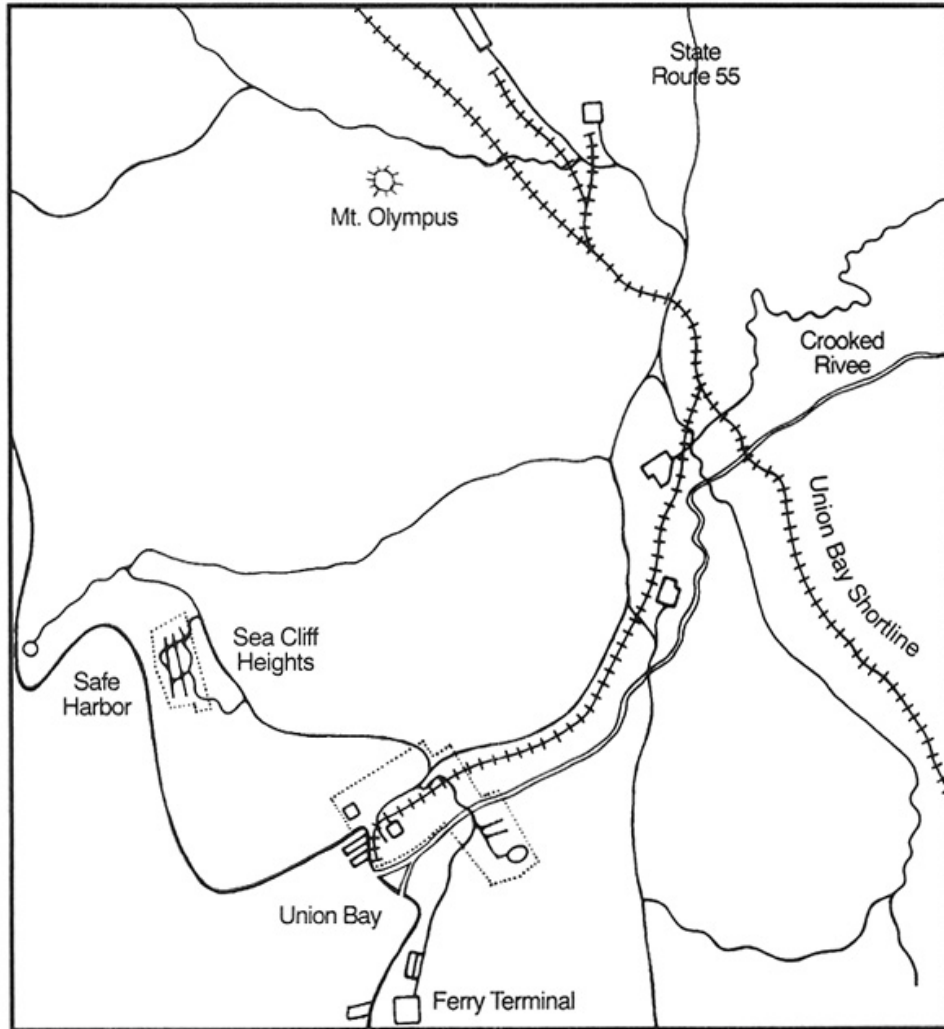 State
Route 55
Mt. Olympus
Crooked
Rivee
Union Bay Shortline
Sea Cliff
Heights
Safe
Harbor
Union Bay
Ferry Terminal